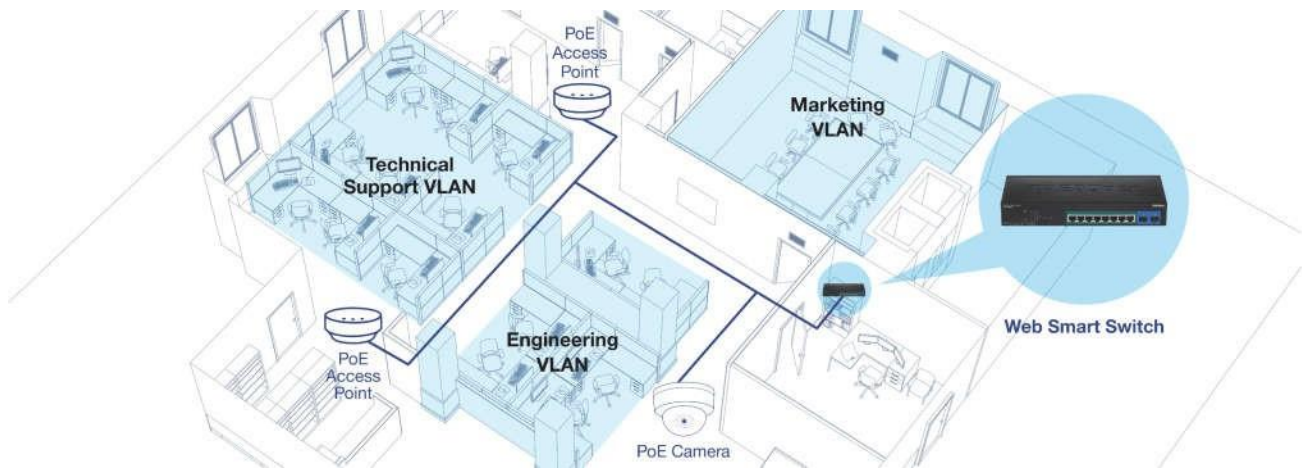 PoE
Access
Point
Marketing
VLAN
Technical
Support VLAN
Web Smart Switch
Engineering
VLAN
PoE
Access
Point
PoE Camera